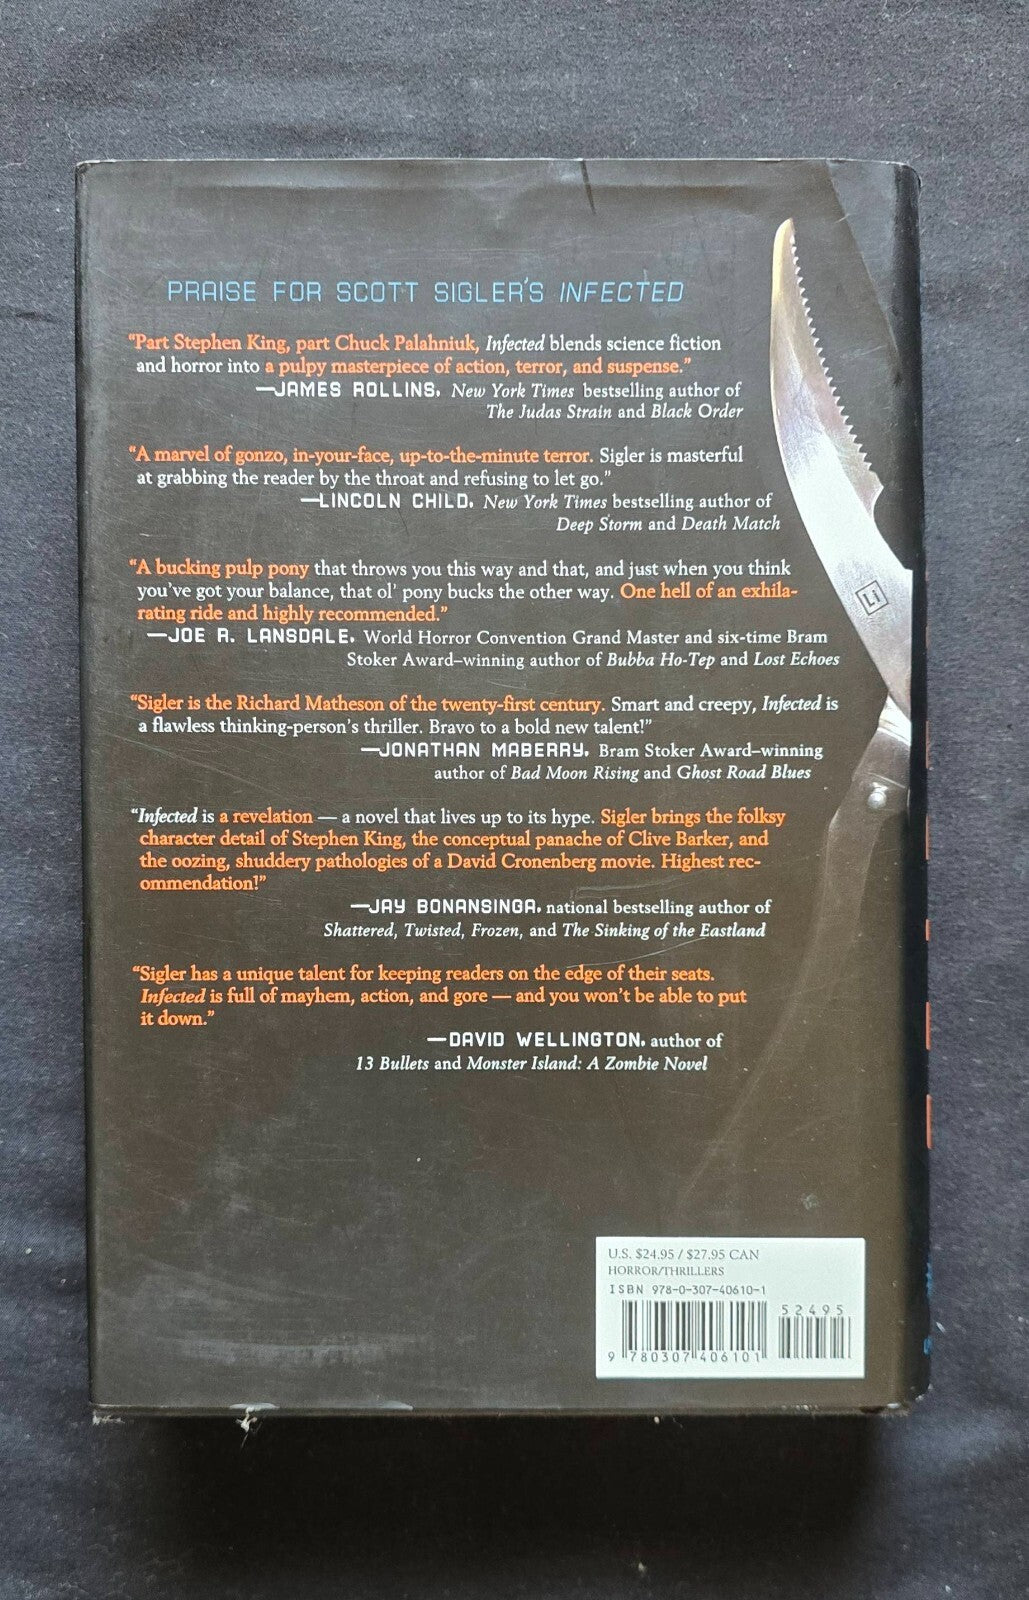 PRAISE FOR SCOTT SIGLER'S INFECTED
“Part Stephen King, part Chuck Palahniuk, Infected blends science fiction
and horror into a pulpy masterpiece of action, terror, and suspense.”
—JAMES ROLLINS, New York Times bestselling author of
The Judas Strain and Black Order
“A marvel of gonzo, in-your-face, up-to-the-minute terror. Sigler is masterful
at grabbing the reader by the throat and refusing to let go.”
—LINCOLN CHILD, New York Times bestselling author of
Deep Storm and Death Match
“A bucking pulp pony that throws you this way and that, and just when you think
you’ve got your balance, that ol’ pony bucks the other way. One hell of an exhila-
rating ride and highly recommended.”
—JOE R. LANSDALE, World Horror Convention Grand Master and six-time Bram
Stoker Award–winning author of Bubba Ho-Tep and Lost Echoes
“Sigler is the Richard Matheson of the twenty-first century. Smart and creepy, Infected is
a flawless thinking-person’s thriller. Bravo to a bold new talent!”
—JONATHAN MABERRY, Bram Stoker Award–winning
author of Bad Moon Rising and Ghost Road Blues
“Infected is a revelation — a novel that lives up to its hype. Sigler brings the folksy
character detail of Stephen King, the conceptual panache of Clive Barker, and
the oozing, shuddery pathologies of a David Cronenberg movie. Highest rec-
ommendation!”
—JAY BONANSINGA, national bestselling author of
Shattered, Twisted, Frozen, and The Sinking of the Eastland
“Sigler has a unique talent for keeping readers on the edge of their seats.
Infected is full of mayhem, action, and gore — and you won’t be able to put
it down.”
—DAVID WELLINGTON, author of
13 Bullets and Monster Island: A Zombie Novel
Li
U.S. $24.95 / $27.95 CAN
HORROR/THRILLERS
ISBN 978-0-307-40610-1
52495
9 780307 406101